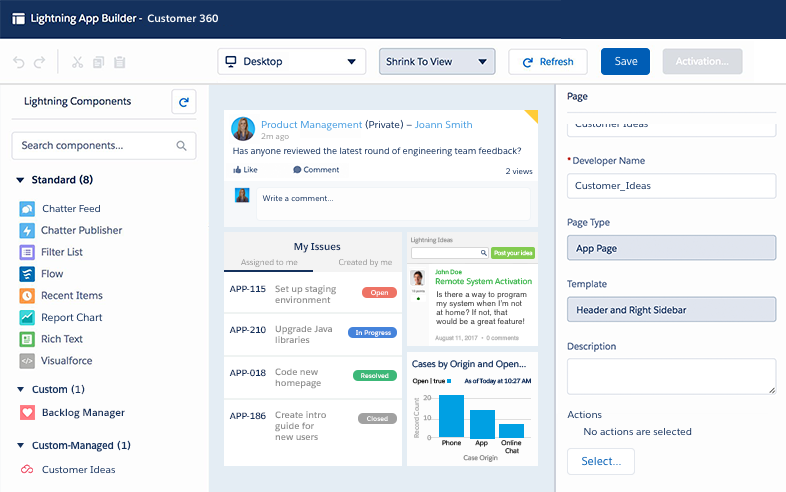 Lightning App Builder - Customer 360
Desktop
Shrink To View
Refresh
Save
Activation...
Lightning Components
Search components...
Standard (8)
Chatter Feed
Chatter Publisher
Filter List
Flow
Recent Items
Report Chart
Rich Text
Visualforce
Custom (1)
Backlog Manager
Custom-Managed (1)
Customer Ideas
Product Management (Private) – Joann Smith
2m ago
Has anyone reviewed the latest round of engineering team feedback?
Like
Comment
2 views
Write a comment...
My Issues
Assigned to me
Created by me
APP-115
Set up staging
environment
Open
APP-210
Upgrade Java
libraries
In Progress
APP-018
Code new
homepage
Resolved
APP-186
Create intro
guide for
new users
Closed
Lightning Ideas
Post your idea
John Doe
Remote System Activation
Is there a way to program
my system when I'm not
at home? If not, that
would be a great feature!
August 11, 2017 • 0 comments
Cases by Origin and Open...
Open | true
As of Today at 10:27 AM
Record Count
20
10
0
Phone
App
Online
Chat
Case Origin
Page
Customer Ideas
*Developer Name
Customer_Ideas
Page Type
App Page
Template
Header and Right Sidebar
Description
Actions
No actions are selected
Select...